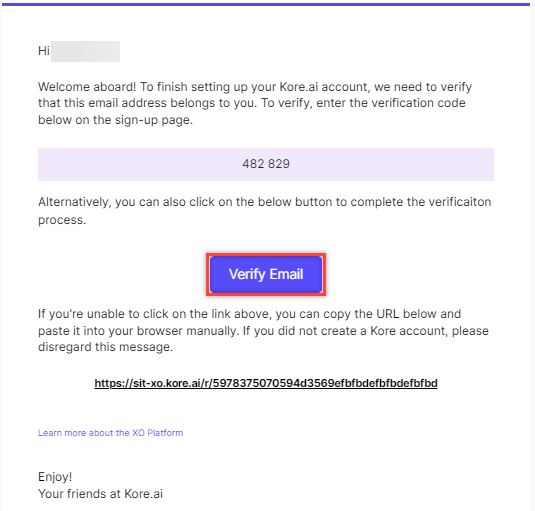 Hi
Welcome aboard! To finish setting up your Kore.ai account, we need to verify
that this email address belongs to you. To verify, enter the verification code
below on the sign-up page.
482 829
Alternatively, you can also click on the below button to complete the verificaiton
process.
Verify Email
If you're unable to click on the link above, you can copy the URL below and
paste it into your browser manually. If you did not create a Kore account, please
disregard this message.
https://sit-xo.kore.ai/r/5978375070594d3569efbfbdefbfbdefbfbd
Learn more about the XO Platform
Enjoy!
Your friends at Kore.ai